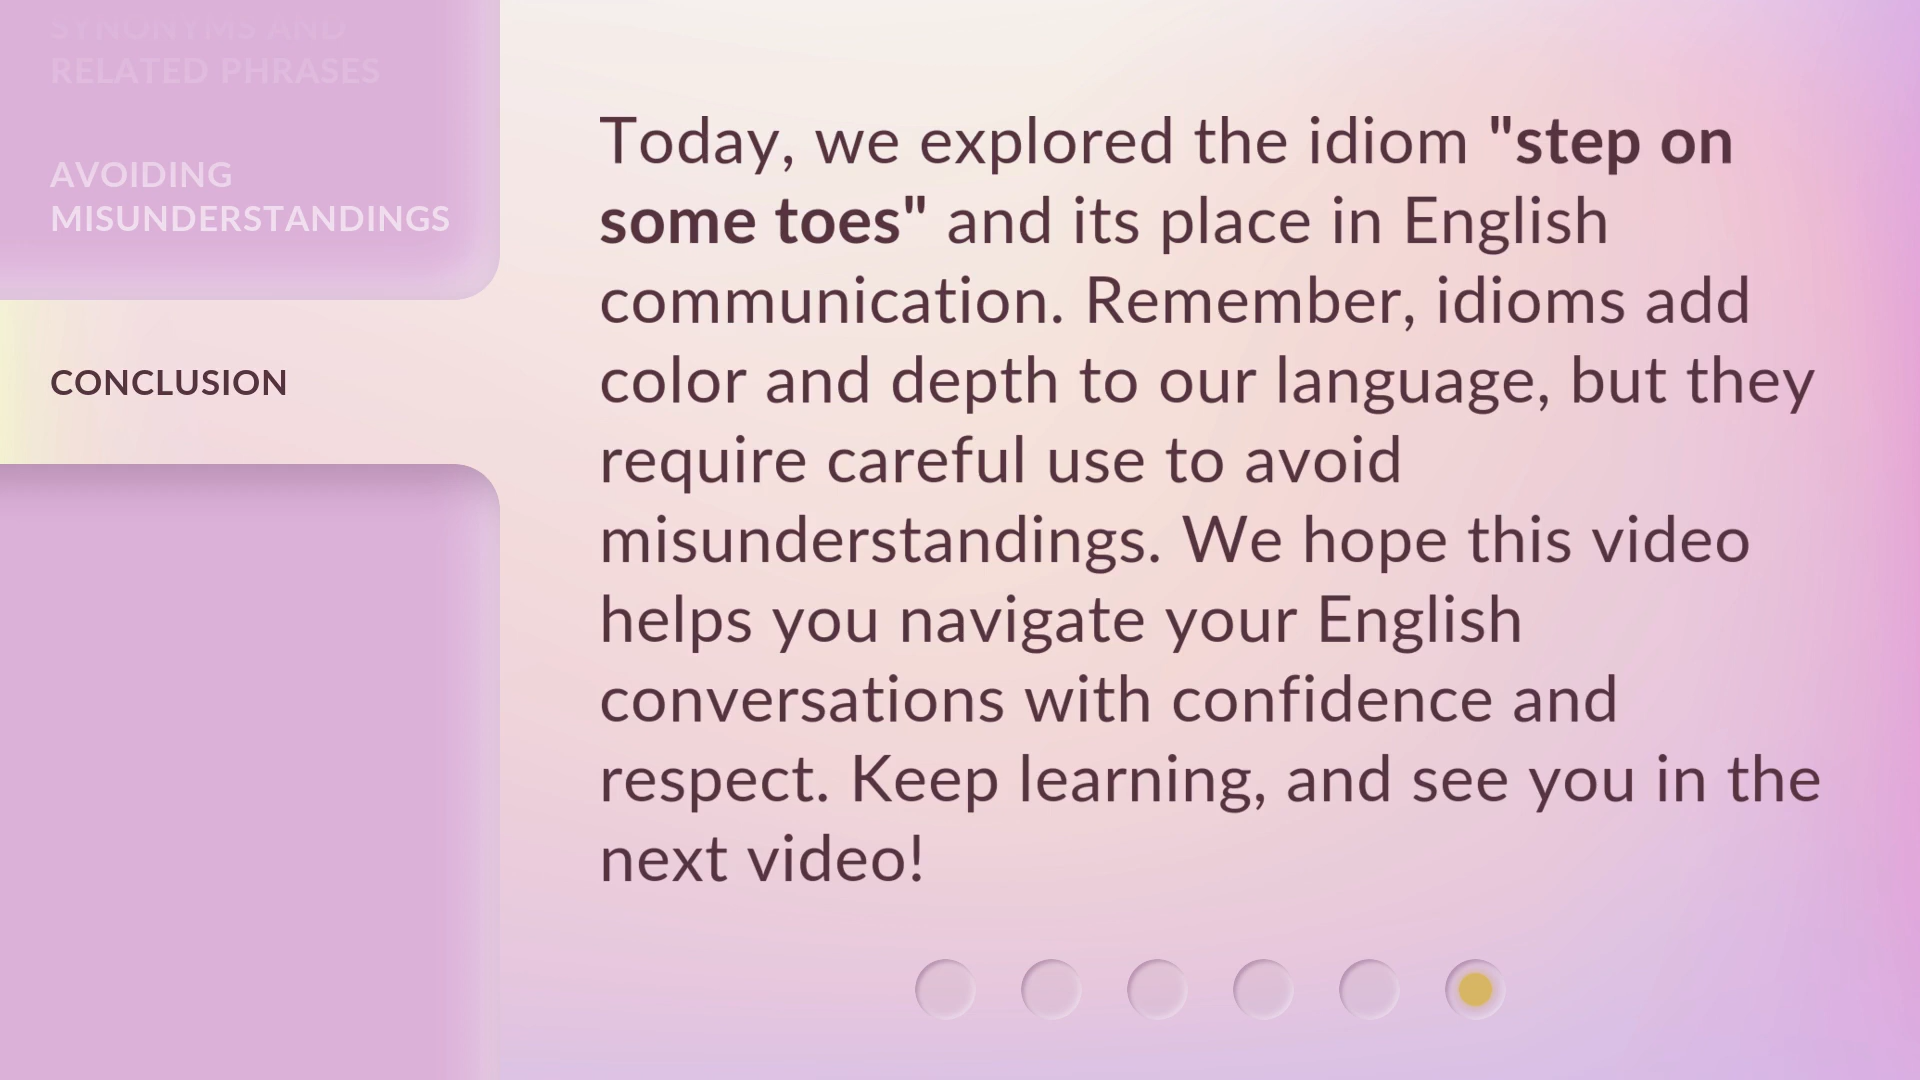 SYNONYMS AND
RELATED PHRASES
AVOIDING
MISUNDERSTANDINGS
CONCLUSION
Today, we explored the idiom "step on
some toes" and its place in English
communication. Remember, idioms add
color and depth to our language, but they
require careful use to avoid
misunderstandings. We hope this video
helps you navigate your English
conversations with confidence and
respect. Keep learning, and see you in the
next video!